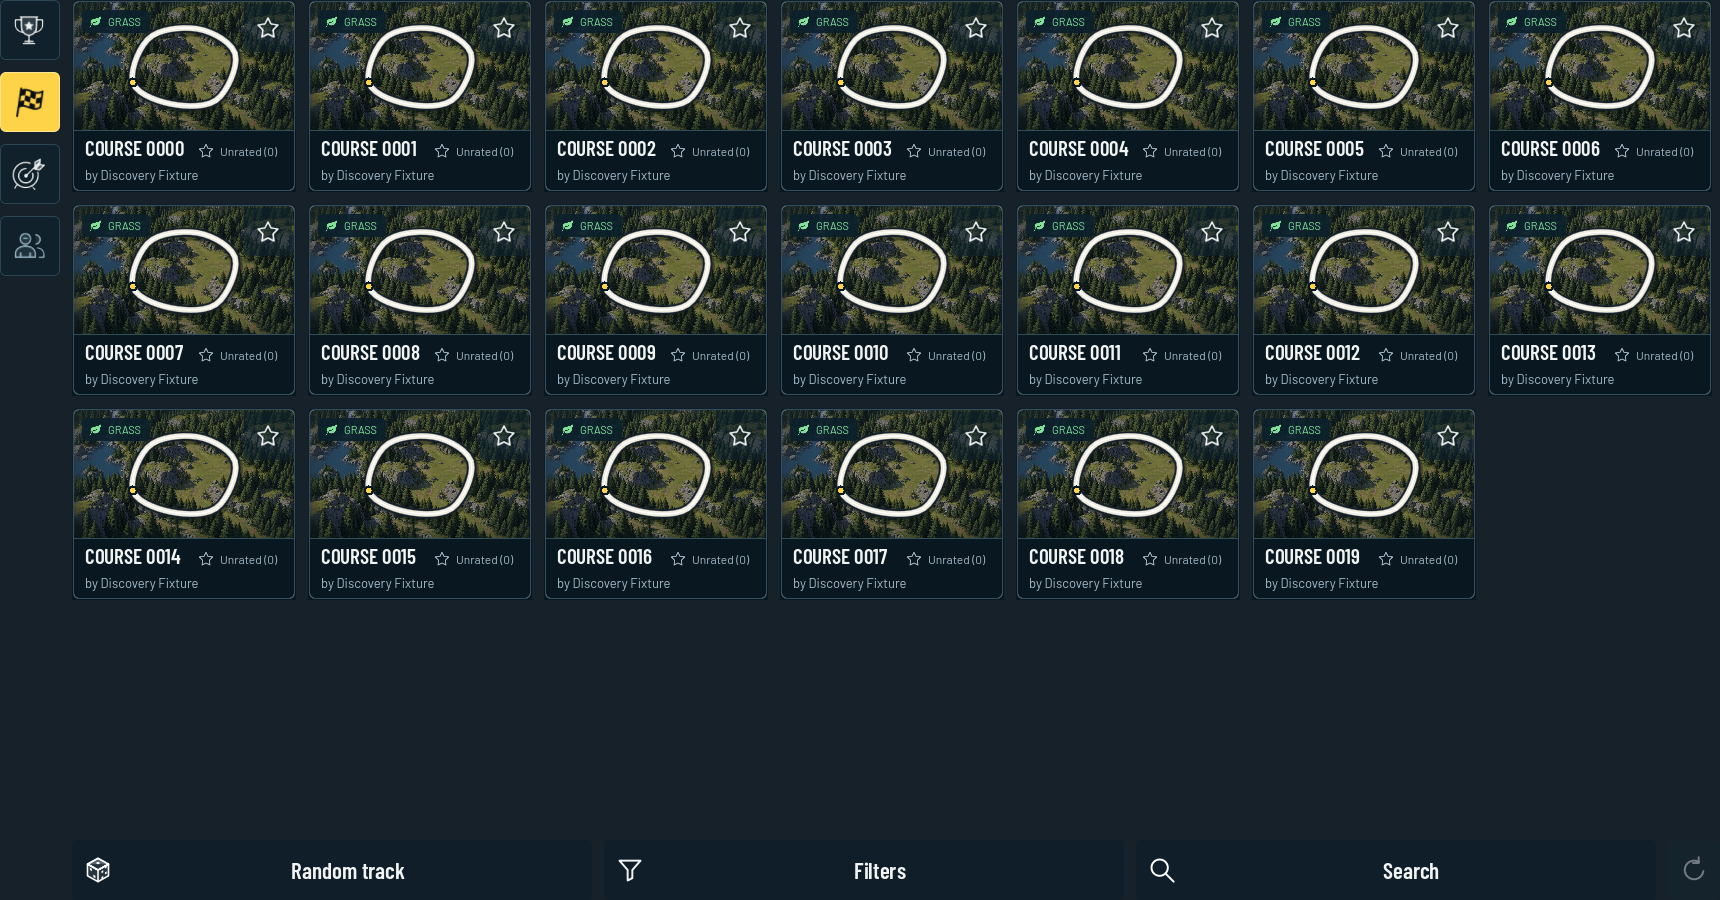 GRASS GRASS GRASS GRASS GRASS GRASS GRASS
COURSE 0000 Unrated (0) COURSE 0001 Unrated (0) COURSE 0002 Unrated (0) COURSE 0003 Unrated (0) COURSE 0004 Unrated (0) COURSE 0005 Unrated (0) COURSE 0006 Unrated (0)
by Discovery Fixture by Discovery Fixture by Discovery Fixture by Discovery Fixture by Discovery Fixture by Discovery Fixture by Discovery Fixture
GRASS GRASS GRASS GRASS GRASS GRASS GRASS
COURSE 0007 Unrated (0) COURSE 0008 Unrated (0) COURSE 0009 Unrated (0) COURSE 0010 Unrated (0) COURSE 0011 Unrated (0) COURSE 0012 Unrated (0) COURSE 0013 Unrated (0)
by Discovery Fixture by Discovery Fixture by Discovery Fixture by Discovery Fixture by Discovery Fixture by Discovery Fixture by Discovery Fixture
GRASS GRASS GRASS GRASS GRASS GRASS
COURSE 0014 Unrated (0) COURSE 0015 Unrated (0) COURSE 0016 Unrated (0) COURSE 0017 Unrated (0) COURSE 0018 Unrated (0) COURSE 0019 Unrated (0)
by Discovery Fixture by Discovery Fixture by Discovery Fixture by Discovery Fixture by Discovery Fixture by Discovery Fixture
Random track Filters Search